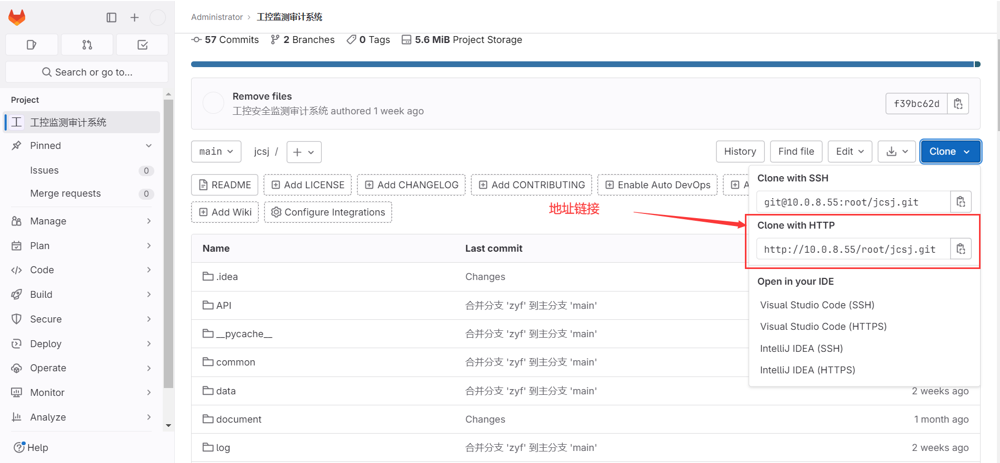 Administrator › 工控监测审计系统
57 Commits 2 Branches 0 Tags 5.6 MiB Project Storage
Search or go to...
Project
工 工控监测审计系统
Pinned
Issues 0
Merge requests 0
Manage
Plan
Code
Build
Secure
Deploy
Operate
Monitor
Analyze
Help
Remove files
工控安全监测审计系统 authored 1 week ago
f39bc62d
main jcsj / +
History Find file Edit Clone
README Add LICENSE Add CHANGELOG Add CONTRIBUTING Enable Auto DevOps
Add Wiki Configure Integrations
地址链接
Clone with SSH
git@10.0.8.55:root/jcsj.git
Clone with HTTP
http://10.0.8.55/root/jcsj.git
Open in your IDE
Visual Studio Code (SSH)
Visual Studio Code (HTTPS)
IntelliJ IDEA (SSH)
IntelliJ IDEA (HTTPS)
Name Last commit
.idea Changes
API 合并分支 'zyf' 到主分支 'main'
__pycache__ 合并分支 'zyf' 到主分支 'main'
common 合并分支 'zyf' 到主分支 'main'
data 合并分支 'zyf' 到主分支 'main' 2 weeks ago
document Changes 1 month ago
log 合并分支 'zyf' 到主分支 'main' 2 weeks ago